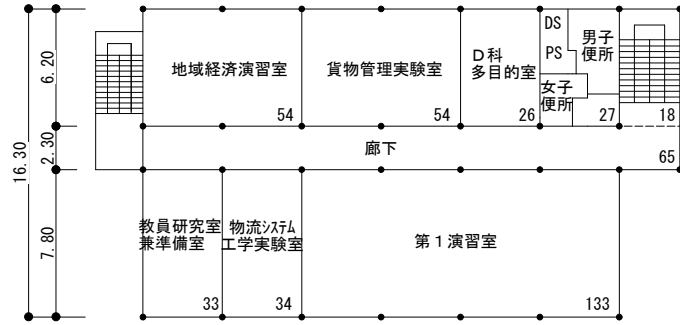 DS
男子
便所
PS
D科
多目的室
地域経済演習室
貨物管理実験室
女子
便所
54
54
26
27
18
6.20
2.30
7.80
16.30
廊下
65
教員研究室
兼準備室
物流システム
工学実験室
第1演習室
33
34
133